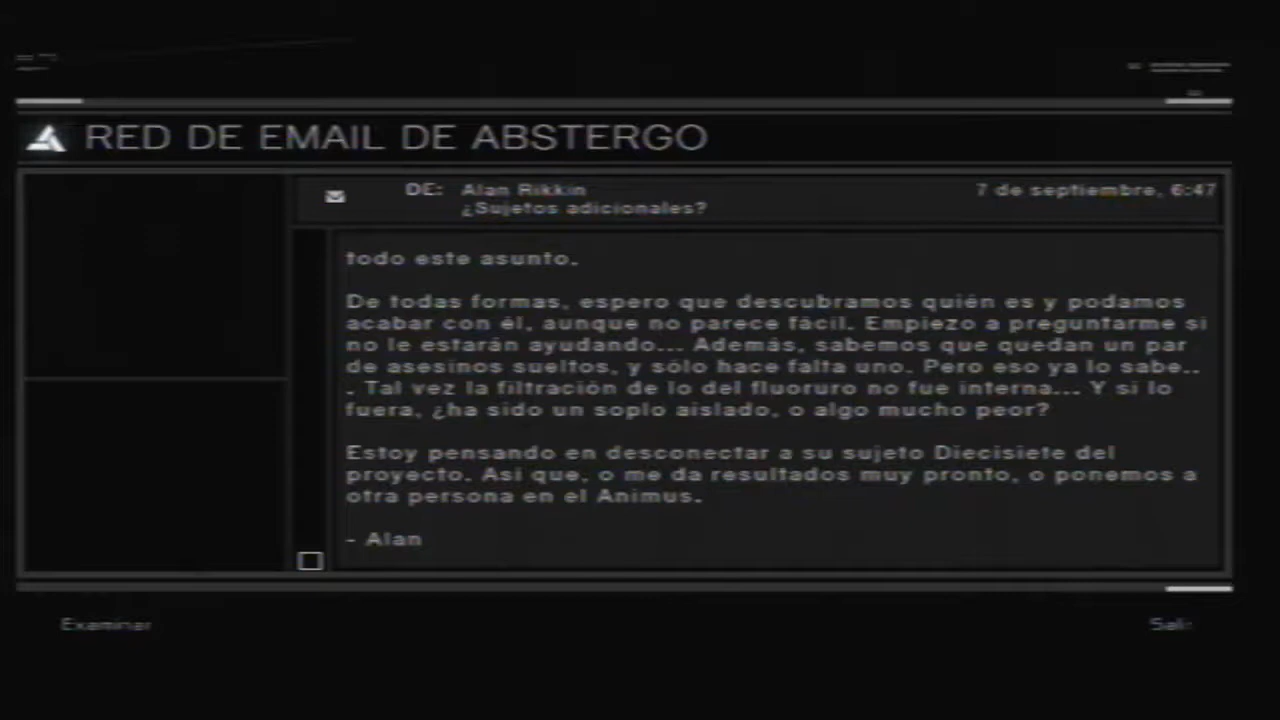 RED DE EMAIL DE ABSTERGO
DE: Alan Rikkin
7 de septiembre, 6:47
¿Sujetos adicionales?
todo este asunto.
De todas formas, espero que descubramos quién es y podamos
acabar con él, aunque no parece fácil. Empiezo a preguntarme si
no le estarán ayudando... Además, sabemos que quedan un par
de asesinos sueltos, y sólo hace falta uno. Pero eso ya lo sabe..
. Tal vez la filtración de lo del fluoruro no fue interna... Y si lo
fuera, ¿ha sido un soplo aislado, o algo mucho peor?
Estoy pensando en desconectar a su sujeto Diecisiete del
proyecto. Así que, o me da resultados muy pronto, o ponemos a
otra persona en el Animus.
- Alan
Examinar
Salir